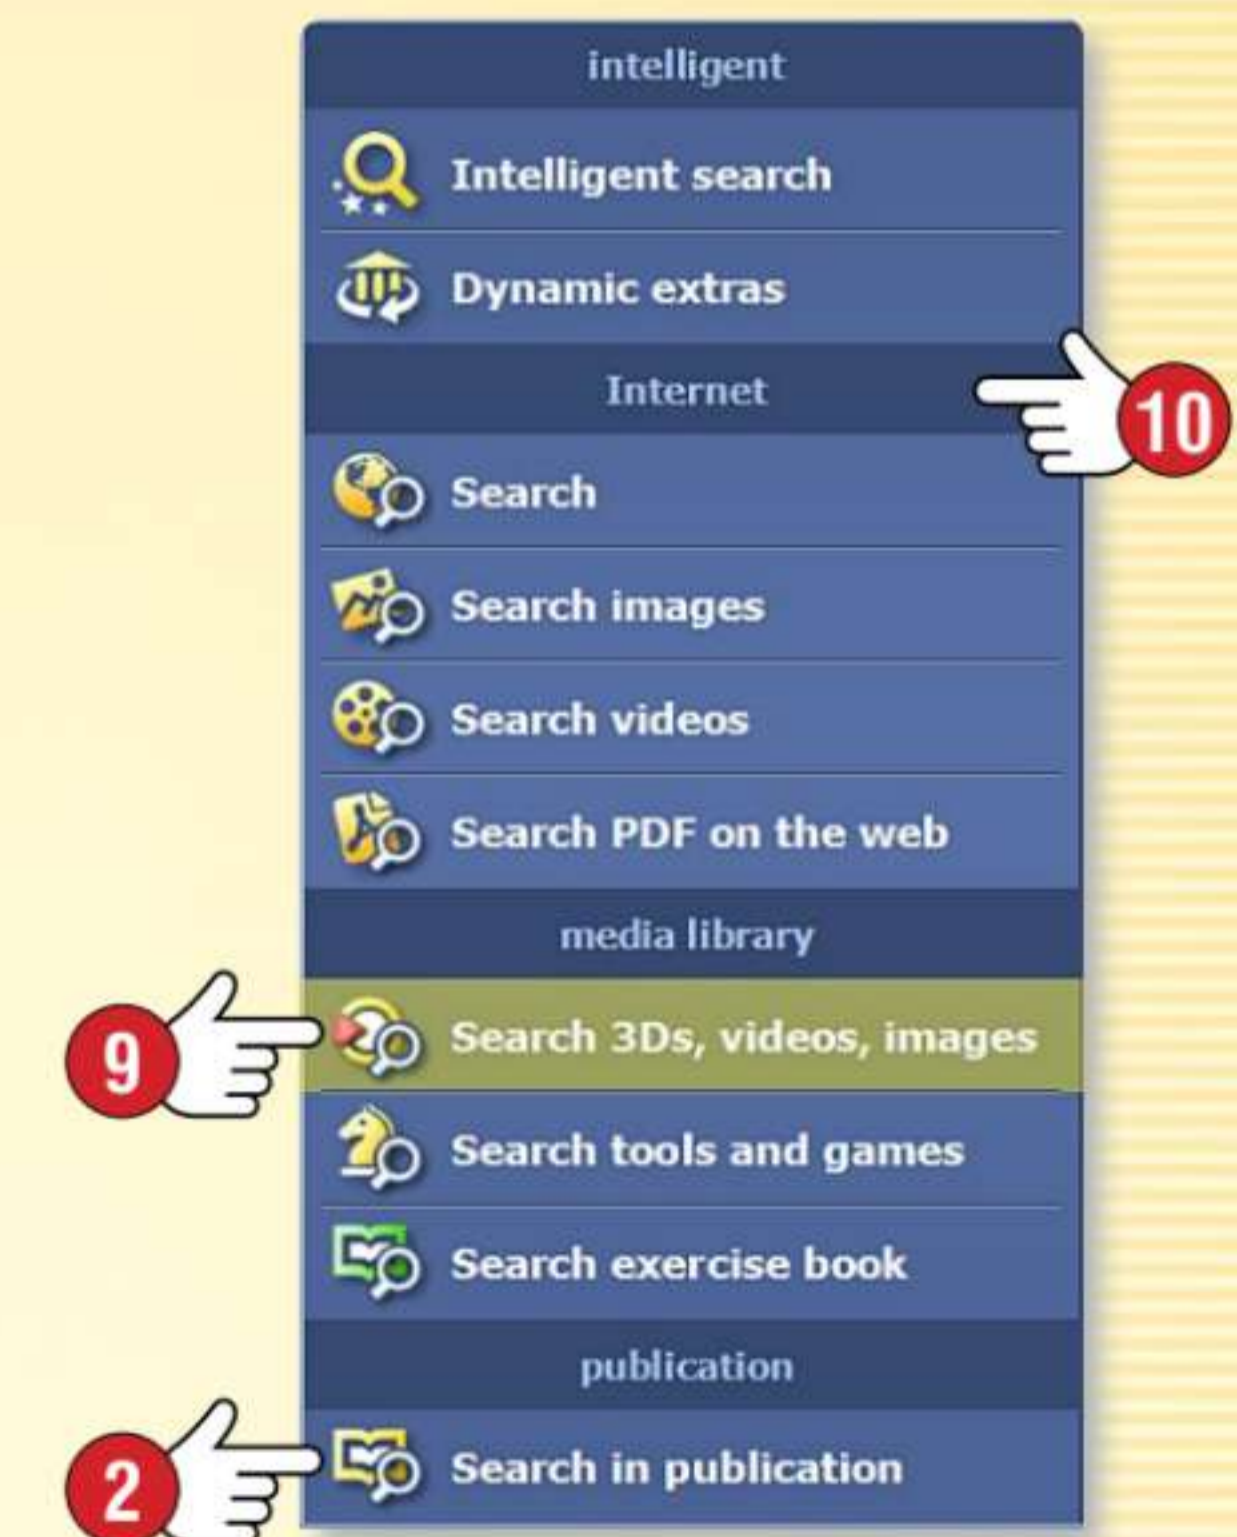 intelligent
Intelligent search
Dynamic extras
Internet
10
Search
Search images
Search videos
Search PDF on the web
media library
9
Search 3Ds, videos, images
Search tools and games
Search exercise book
publication
2
Search in publication